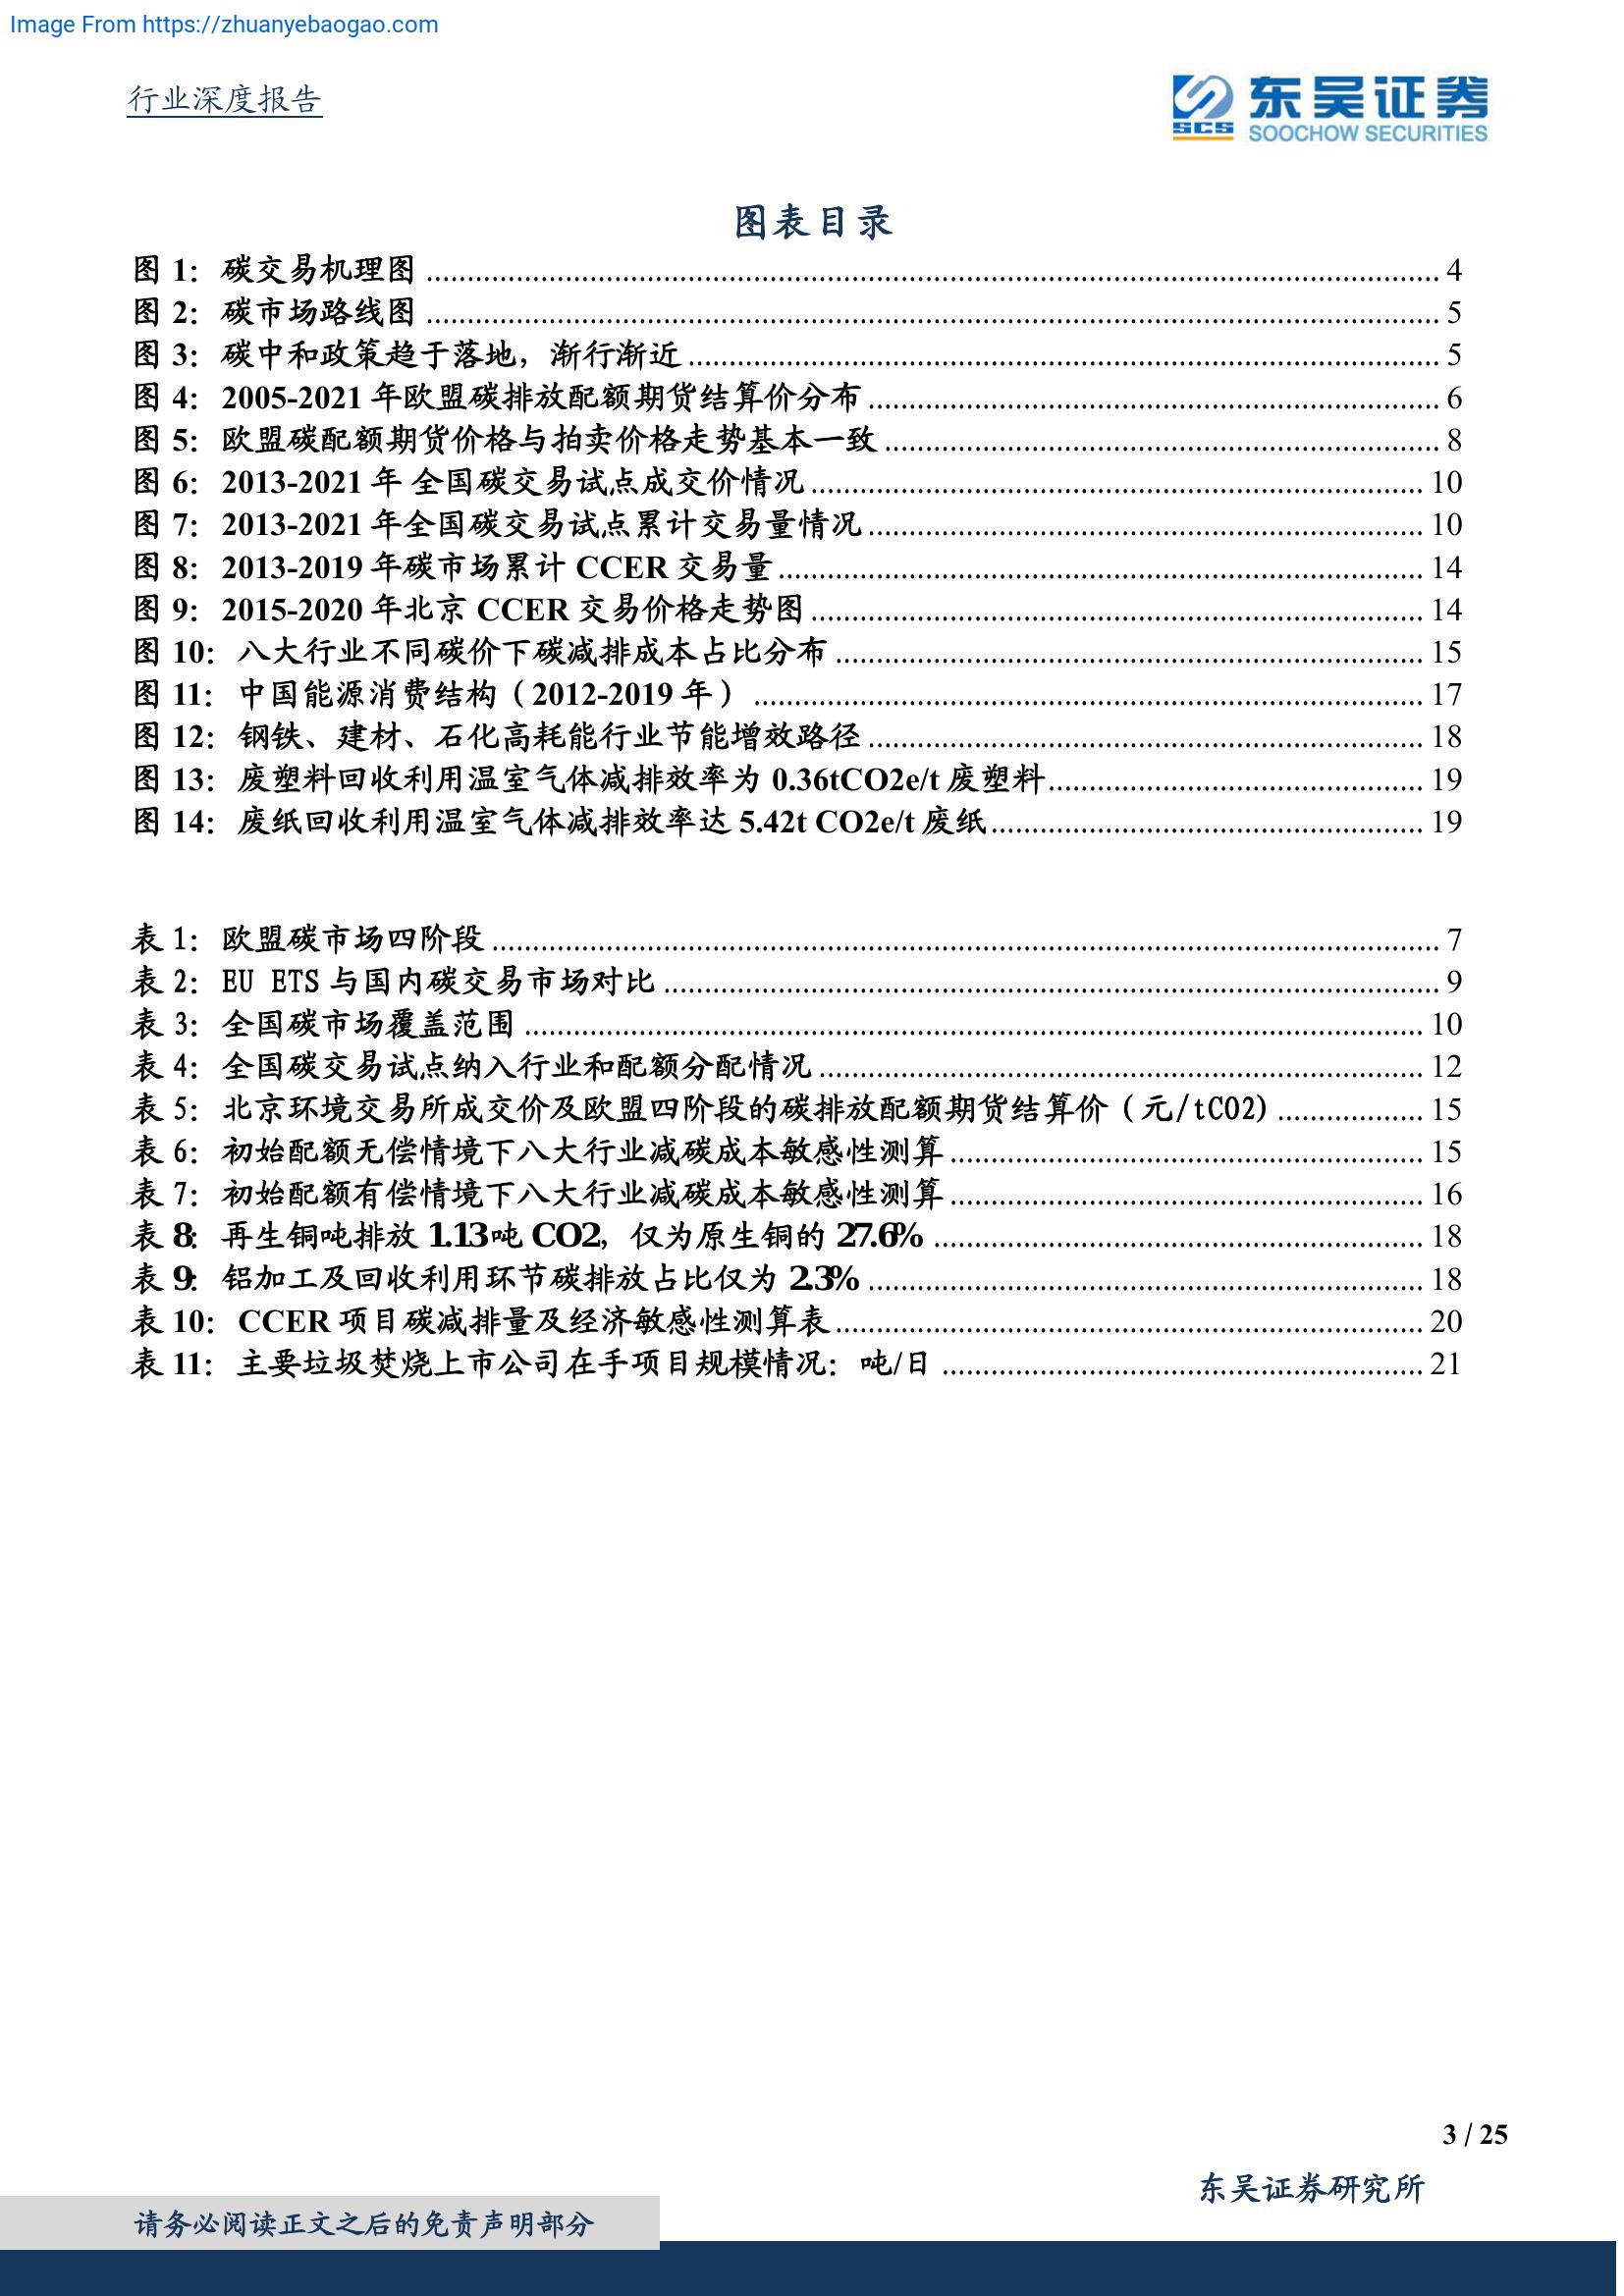 Image From https://zhuanyebaogao.com
行业深度报告
SCS 东吴证券
SOOCHOW SECURITIES
图表目录
图 1： 碳交易机理图 ........ 4
图 2： 碳市场路线图 ........ 5
图 3： 碳中和政策趋于落地，渐行渐近 ........ 5
图 4： 2005-2021 年欧盟碳排放配额期货结算价分布 ........ 6
图 5： 欧盟碳配额期货价格与拍卖价格走势基本一致 ........ 8
图 6： 2013-2021 年 全国碳交易试点成交价情况 ........ 10
图 7： 2013-2021 年全国碳交易试点累计交易量情况 ........ 10
图 8： 2013-2019 年碳市场累计 CCER 交易量 ........ 14
图 9： 2015-2020 年北京 CCER 交易价格走势图 ........ 14
图 10： 八大行业不同碳价下碳减排成本占比分布 ........ 15
图 11： 中国能源消费结构（2012-2019 年） ........ 17
图 12： 钢铁、建材、石化高耗能行业节能增效路径 ........ 18
图 13： 废塑料回收利用温室气体减排效率为 0.36tCO2e/t 废塑料 ........ 19
图 14： 废纸回收利用温室气体减排效率达 5.42t CO2e/t 废纸 ........ 19
表 1： 欧盟碳市场四阶段 ........ 7
表 2： EU ETS 与国内碳交易市场对比 ........ 9
表 3： 全国碳市场覆盖范围 ........ 10
表 4： 全国碳交易试点纳入行业和配额分配情况 ........ 12
表 5： 北京环境交易所成交价及欧盟四阶段的碳排放配额期货结算价（元/tCO2) ........ 15
表 6： 初始配额无偿情境下八大行业减碳成本敏感性测算 ........ 15
表 7： 初始配额有偿情境下八大行业减碳成本敏感性测算 ........ 16
表 8： 再生铜吨排放 1.13 吨 CO2，仅为原生铜的 27.6% ........ 18
表 9： 铝加工及回收利用环节碳排放占比仅为 2.3% ........ 18
表 10： CCER 项目碳减排量及经济敏感性测算表 ........ 20
表 11： 主要垃圾焚烧上市公司在手项目规模情况：吨/日 ........ 21
3 / 25
东吴证券研究所
请务必阅读正文之后的免责声明部分